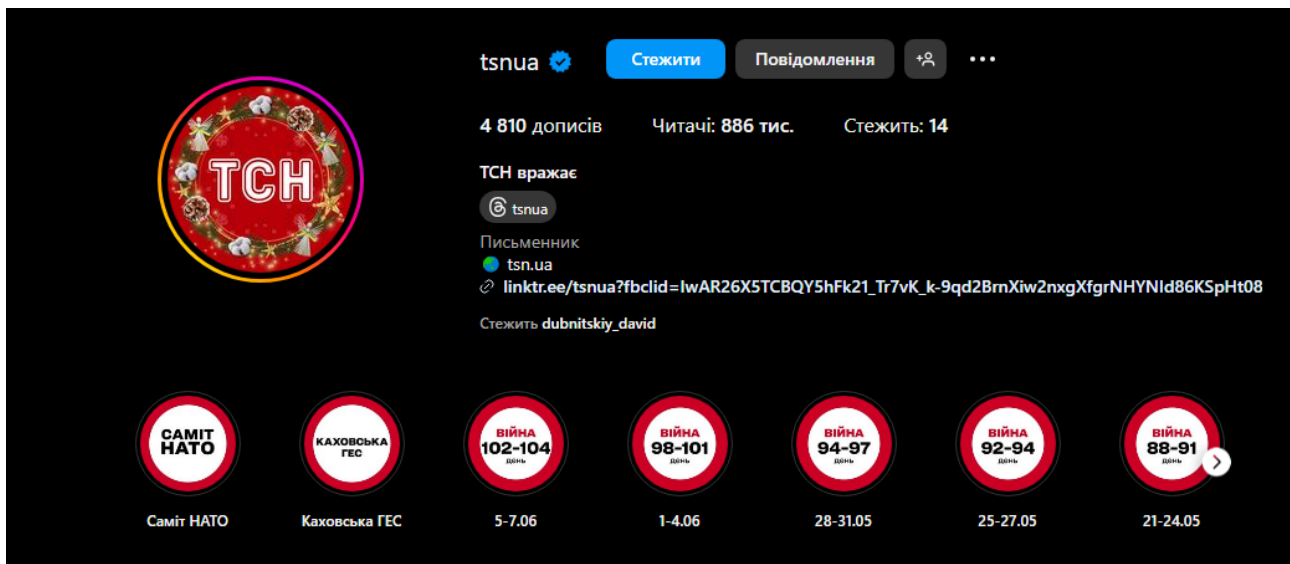 tsnua Стежити Повідомлення
4 810 дописів Читачі: 886 тис. Стежить: 14
ТСН
ТСН вражає
tsnua
Письменник
tsn.ua
linktr.ee/tsnua?fbclid=IwAR26X5TCBQY5hFk21_Tr7vK_k-9qd2BrnXiw2nxgXfgrNHYNId86KSpHt08
Стежить dubnitskiy_david
САМІТ
НАТО
КАХОВСЬКА
ГЕС
ВІЙНА
102-104
день
ВІЙНА
98-101
день
ВІЙНА
94-97
день
ВІЙНА
92-94
день
ВІЙНА
88-91
день
Саміт НАТО Каховська ГЕС 5-7.06 1-4.06 28-31.05 25-27.05 21-24.05